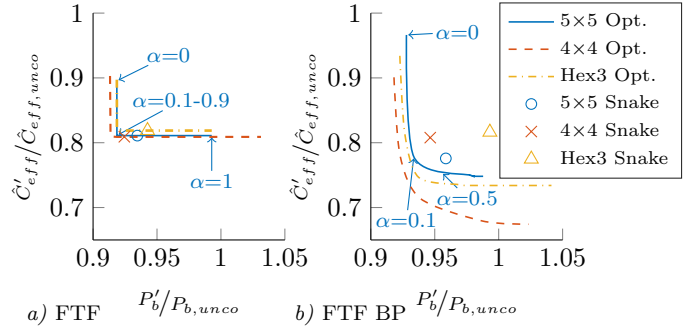 Ĉ′eff/Ĉeff,unco
1
0.9
0.8
0.7
α=0
α=0.1-0.9
α=1
0.9 0.95 1 1.05
P′b/Pb,unco
a) FTF
Ĉ′eff/Ĉeff,unco
1
0.9
0.8
0.7
α=0
α=0.5
α=0.1
0.9 0.95 1 1.05
P′b/Pb,unco
b) FTF BP
5×5 Opt.
4×4 Opt.
Hex3 Opt.
5×5 Snake
4×4 Snake
Hex3 Snake